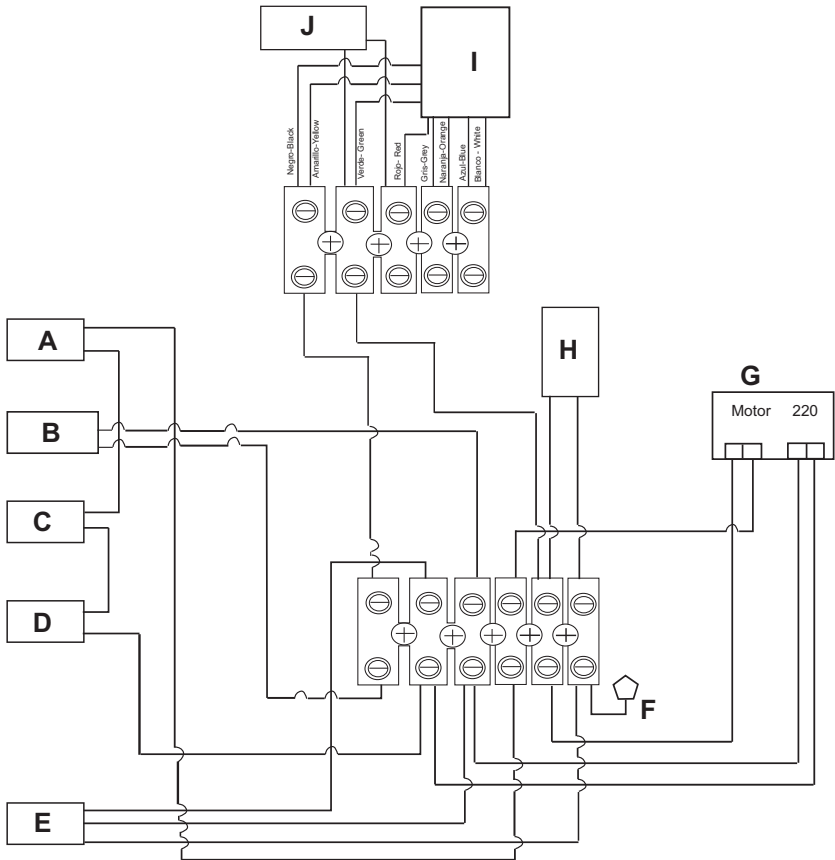 J
I
Negro-Black
Amarillo-Yellow
Verde- Green
Rojo- Red
Gris-Grey
Naranja-Orange
Azul-Blue
Blanco - White
A
H
G
B
Motor 220
C
D
F
E